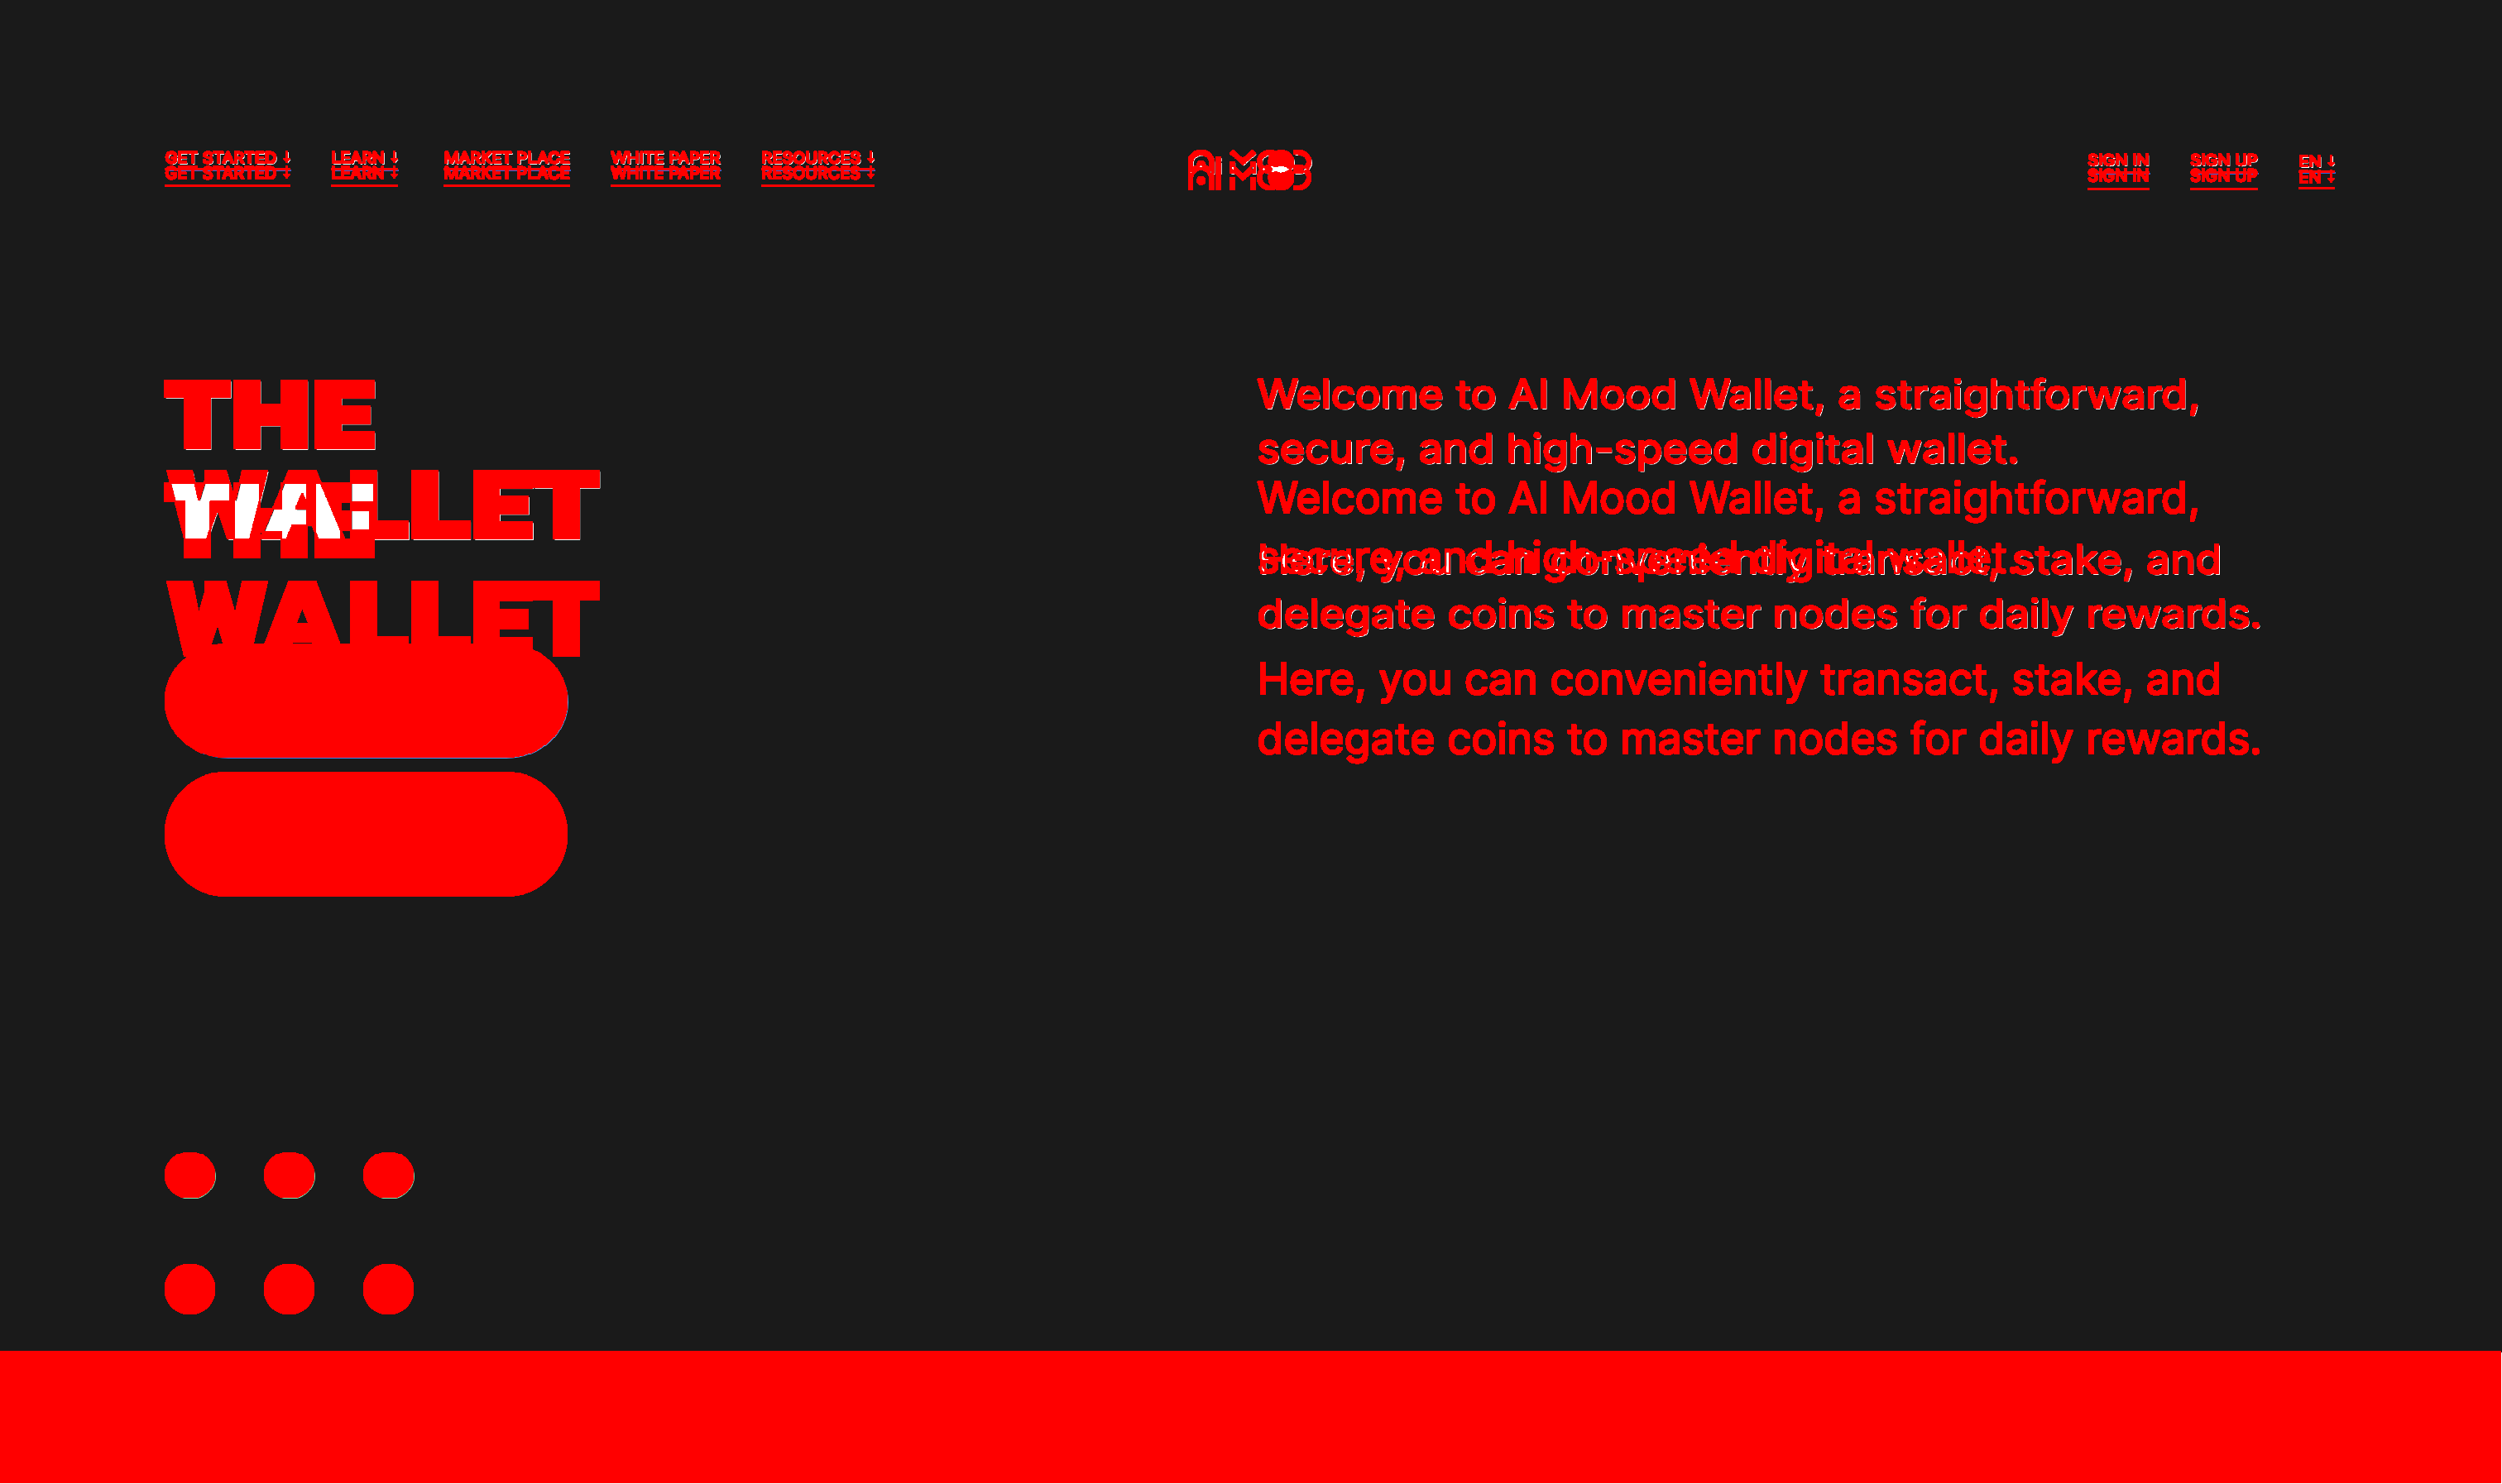 GET STARTED ↓ LEARN ↓ MARKET PLACE WHITE PAPER RESOURCES ↓ SIGN IN SIGN UP EN ↓
GET STARTED ↓ LEARN ↓ MARKET PLACE WHITE PAPER RESOURCES ↓ SIGN IN SIGN UP EN ↓
THE
WALLET
THE
WALLET
Welcome to AI Mood Wallet, a straightforward,
secure, and high-speed digital wallet.
Welcome to AI Mood Wallet, a straightforward,
secure, and high-speed digital wallet.
Here, you can conveniently transact, stake, and
delegate coins to master nodes for daily rewards.
Here, you can conveniently transact, stake, and
delegate coins to master nodes for daily rewards.